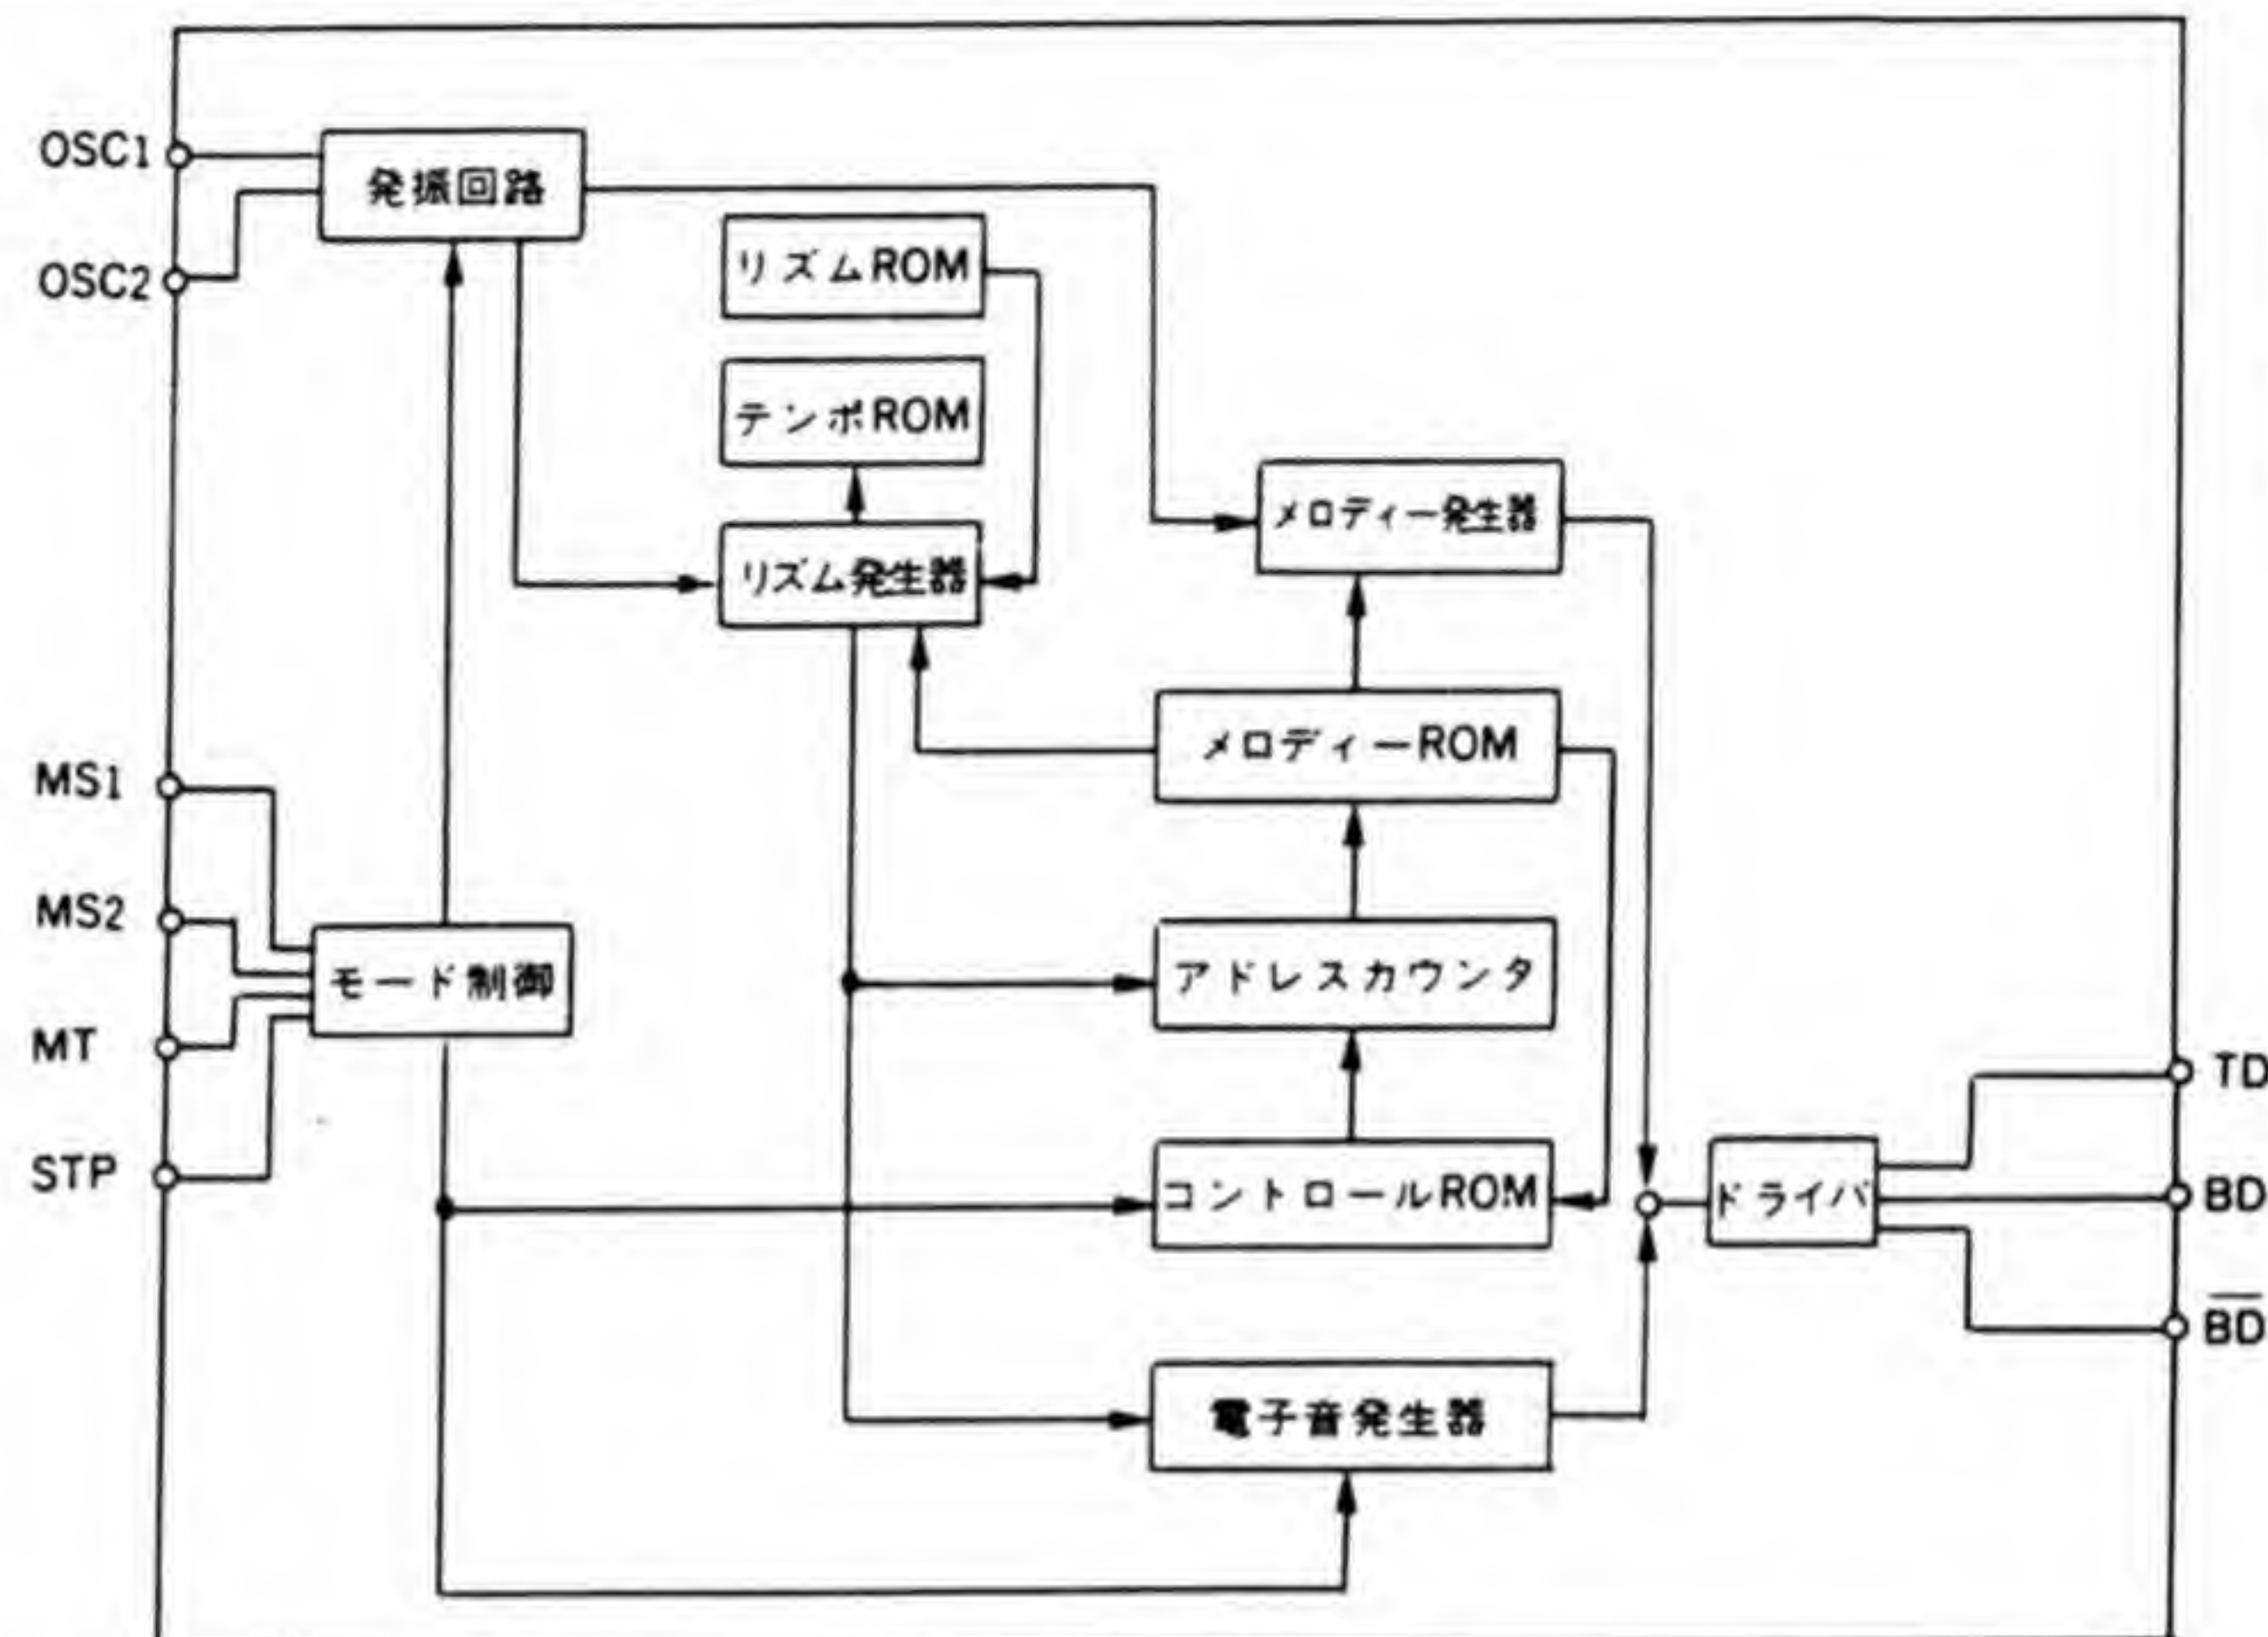 OSC1
発振回路
OSC2
リズムROM
テンポROM
メロディー発生器
リズム発生器
メロディーROM
MS1
MS2
モード制御
アドレスカウンタ
MT
TD
STP
コントロールROM
ドライバ
BD
B̅D̅
電子音発生器